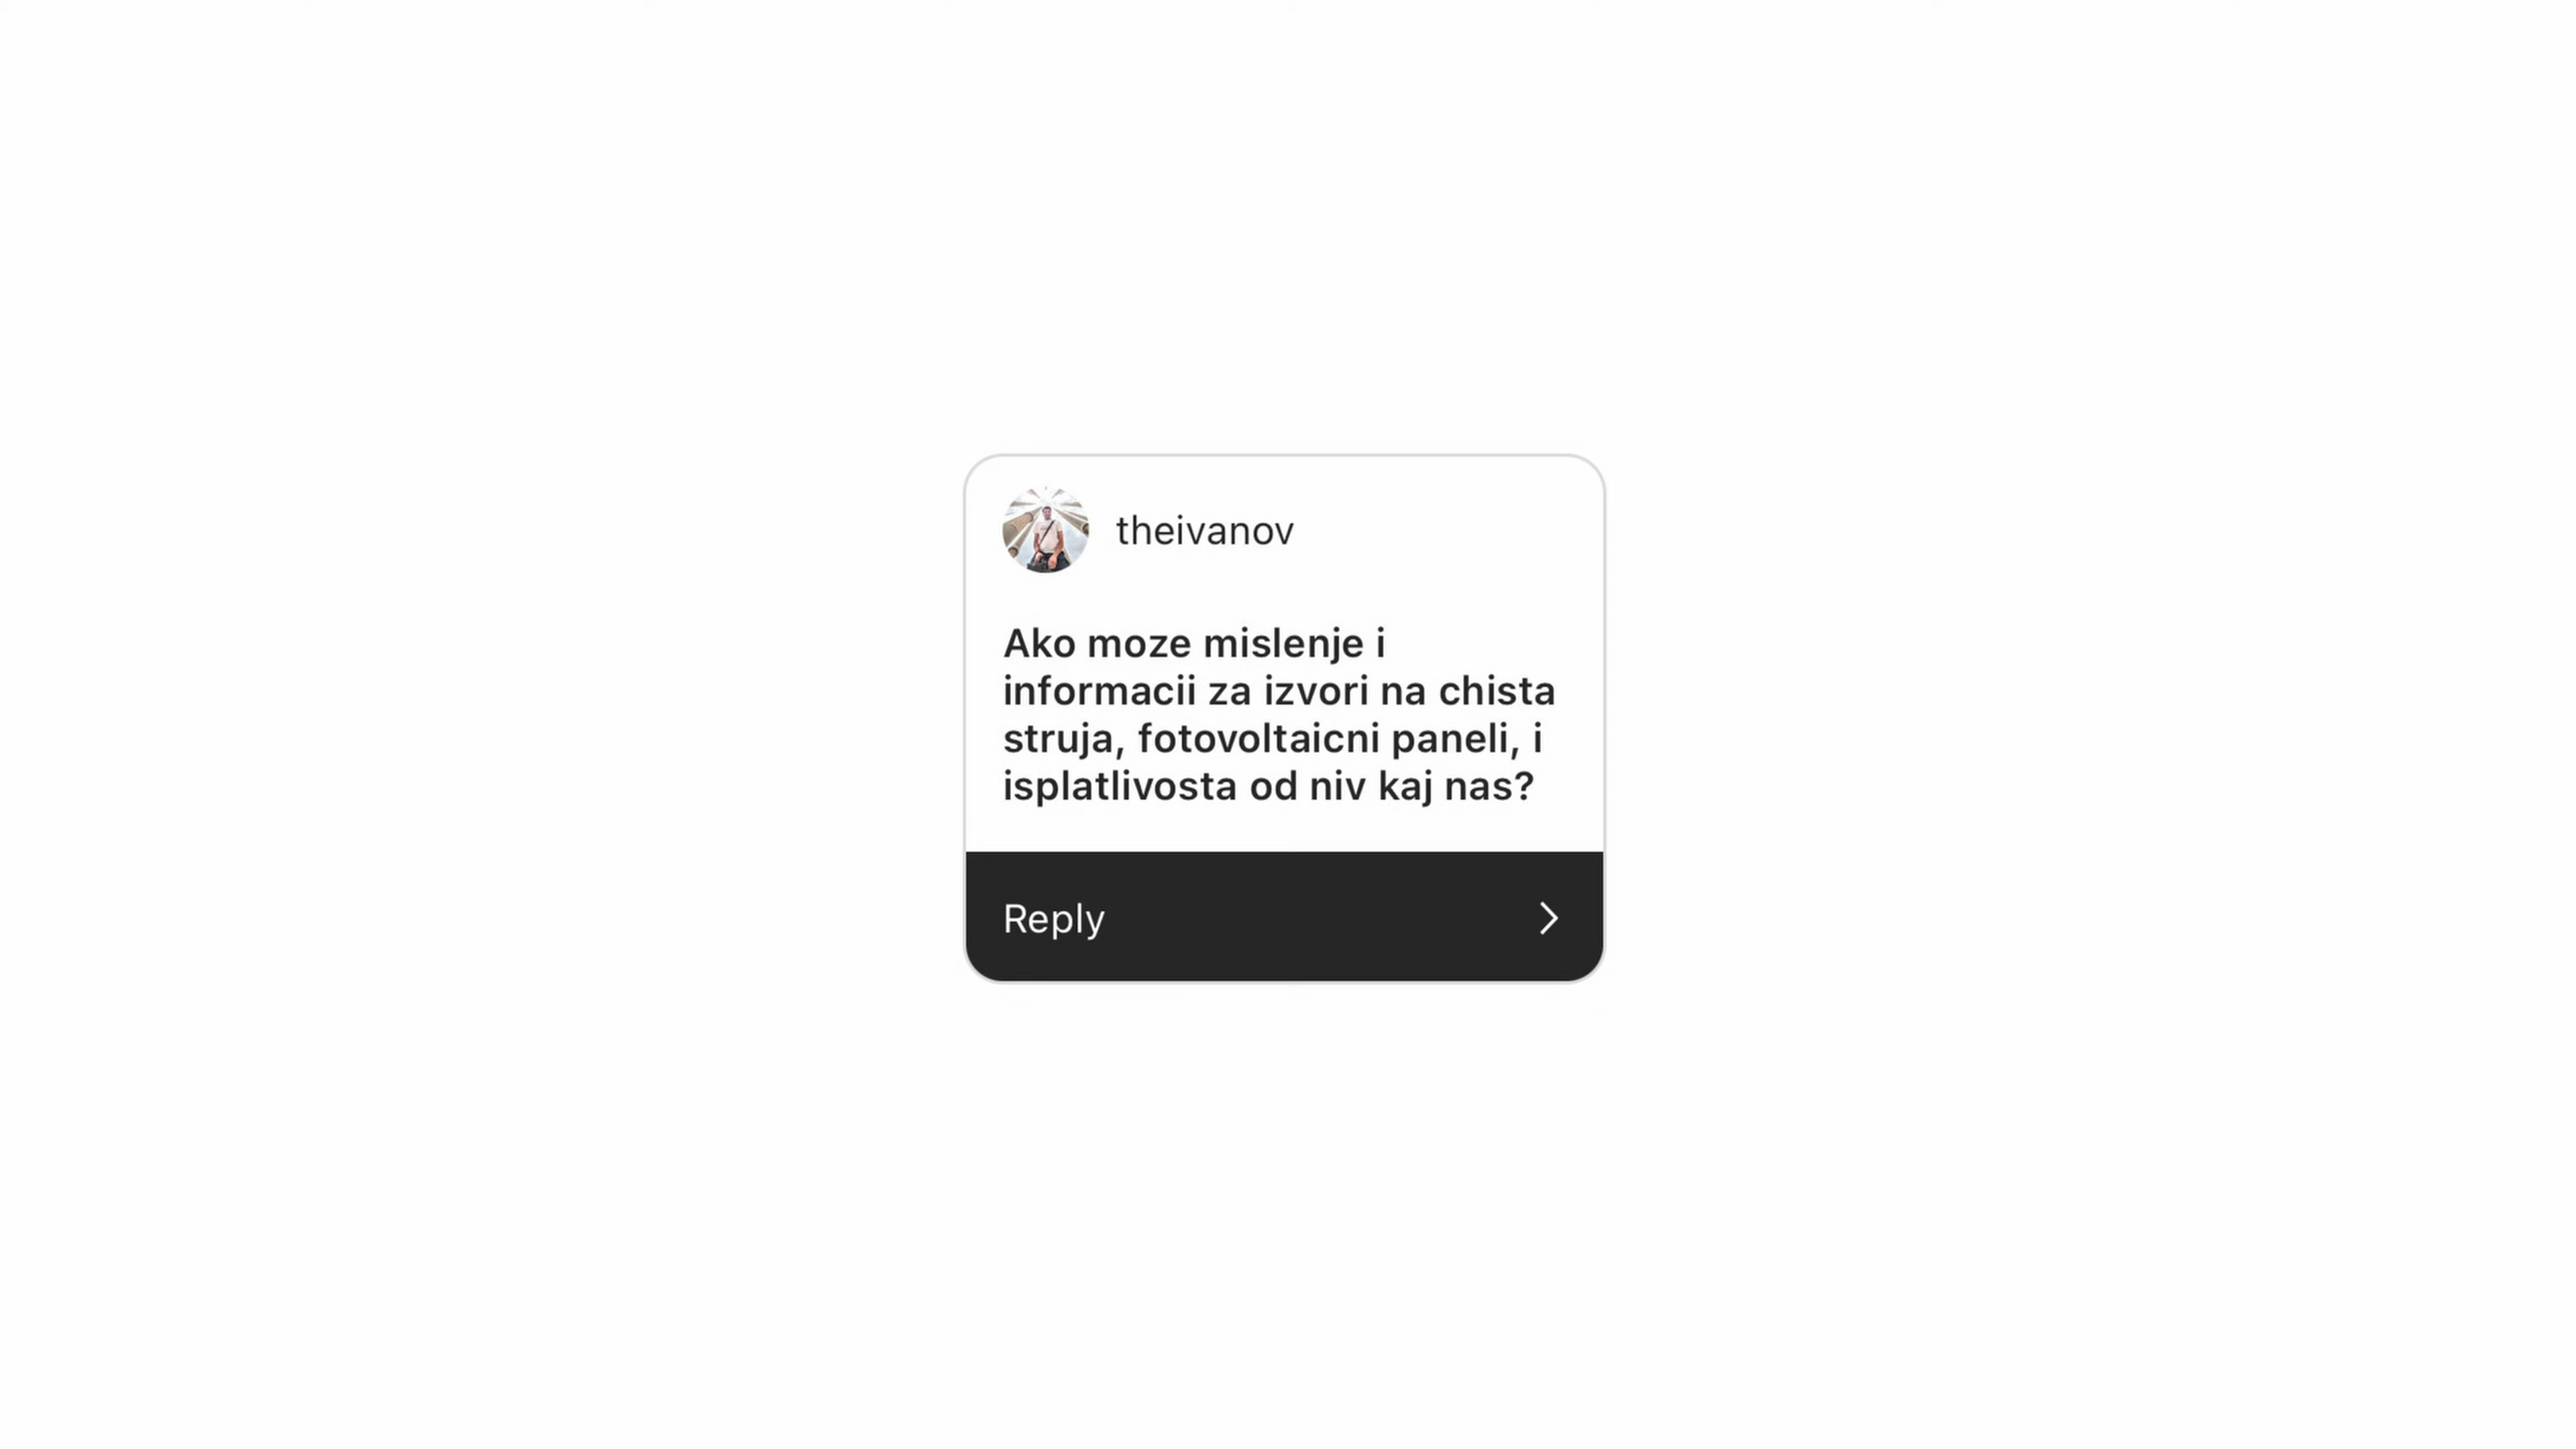 theivanov
Ako moze mislenje i
informacii za izvori na chista
struja, fotovoltaicni paneli, i
isplatlivosta od niv kaj nas?
Reply